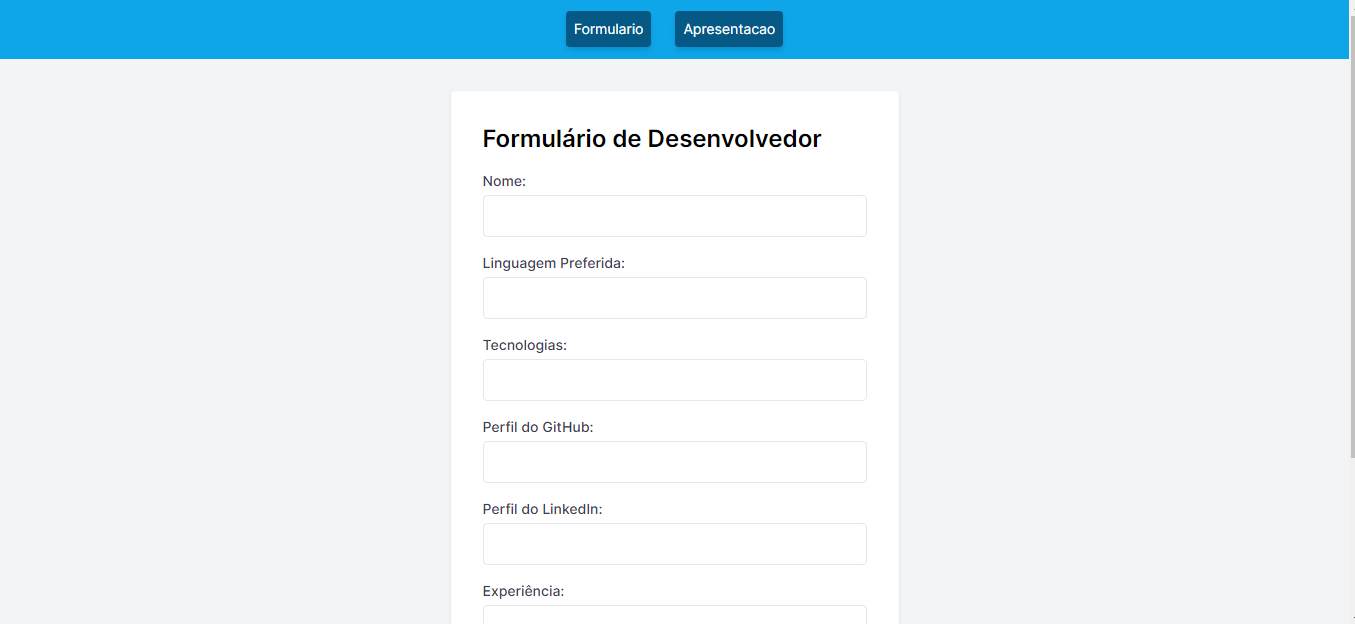 Formulario Apresentacao
Formulário de Desenvolvedor
Nome:
Linguagem Preferida:
Tecnologias:
Perfil do GitHub:
Perfil do LinkedIn:
Experiência: